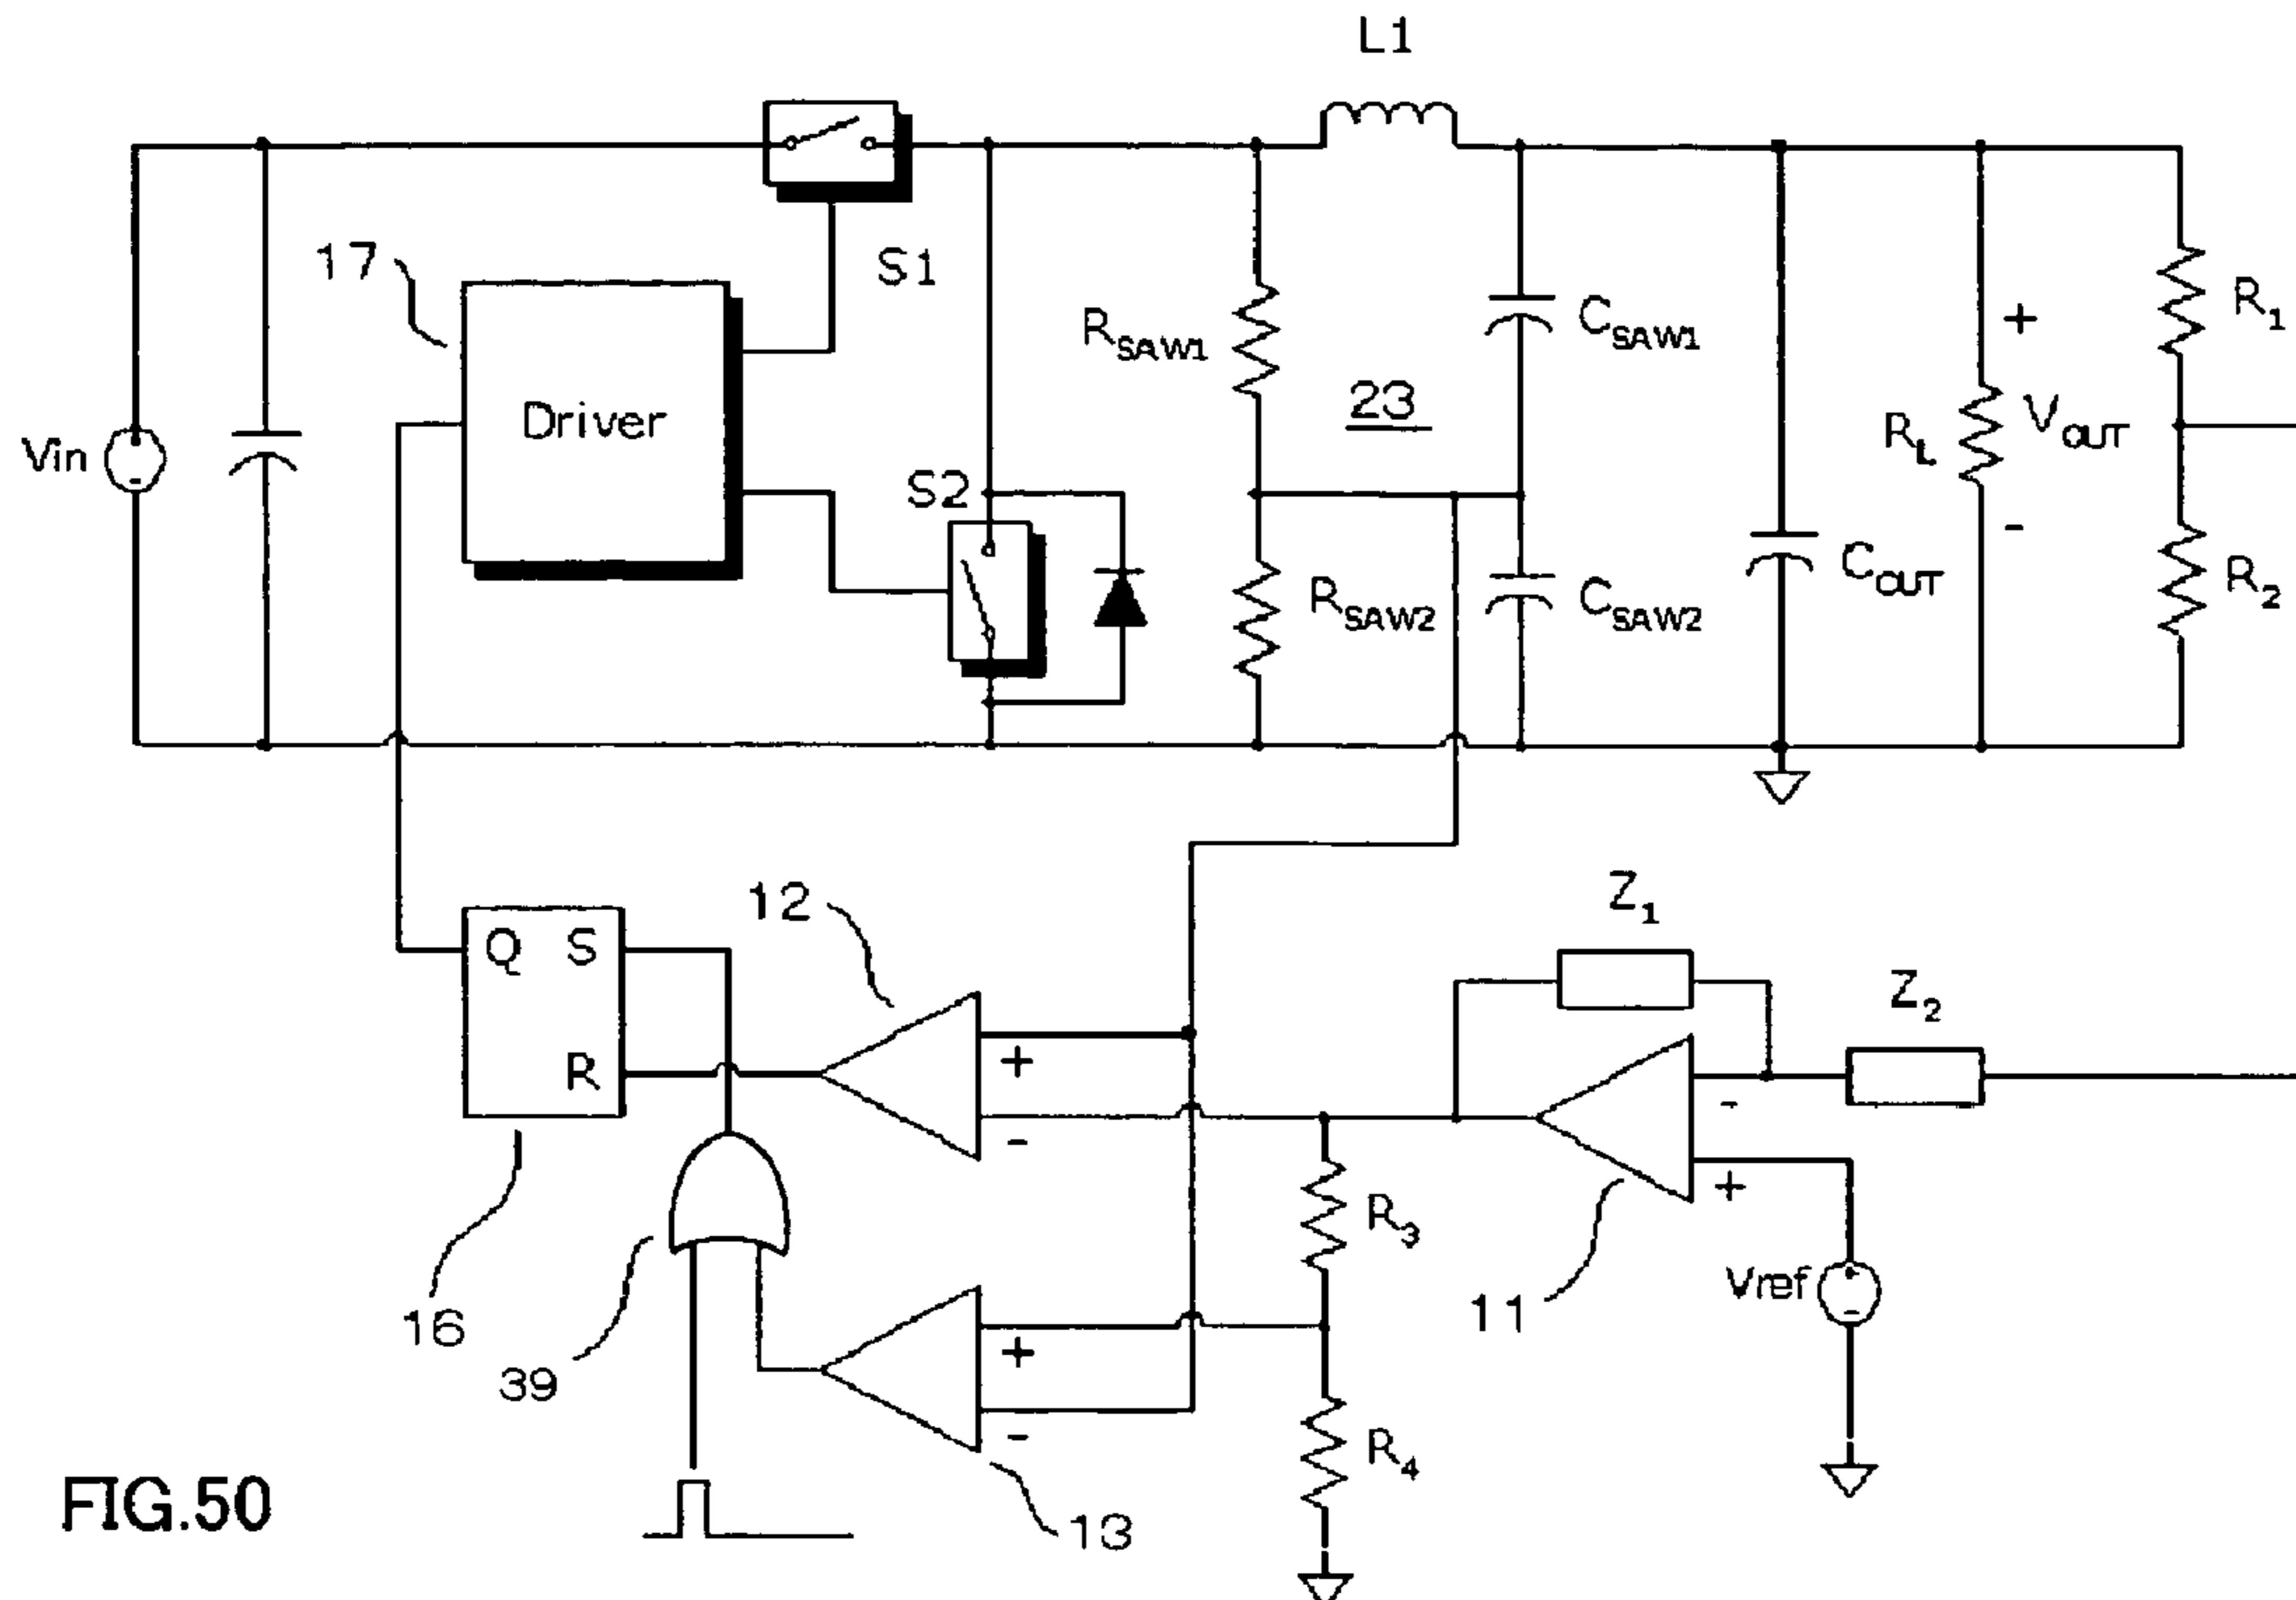 L1
17
S1
R1
RSAW1
CSAW1
+
23
Driver
VOUT
RL
Vin
S2
-
COUT
R2
RSAW2
CSAW2
12
Z1
Q S
Z2
R
+
-
-
+
R3
11
Vref
16
39
+
-
R4
13
FIG.50